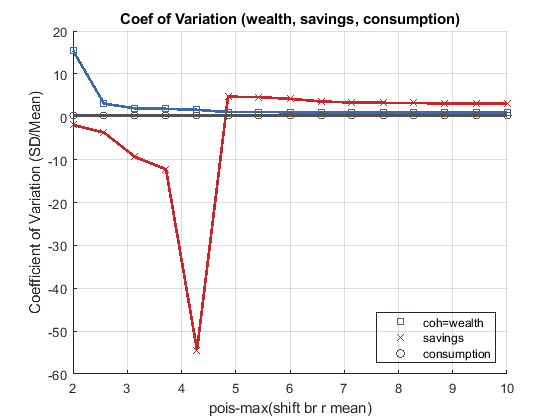 Coef of Variation (wealth, savings, consumption)
Coefficient of Variation (SD/Mean)
20
10
0
-10
-20
-30
-40
-50
-60
2 3 4 5 6 7 8 9 10
pois-max(shift br r mean)
coh=wealth
savings
consumption